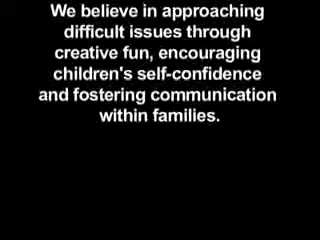 We believe in approaching
difficult issues through
creative fun, encouraging
children's self-confidence
and fostering communication
within families.